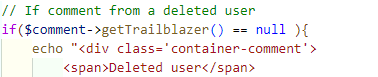 // If comment from a deleted user
if($comment->getTrailblazer() == null ){
    echo "<div class='container-comment'>
        <span>Deleted user</span>